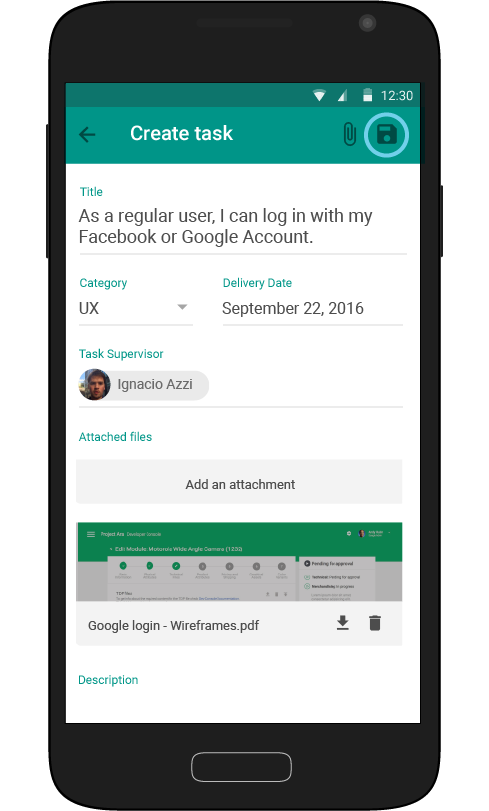 12:30
Create task
Title
As a regular user, I can log in with my
Facebook or Google Account.
Category
Delivery Date
UX
September 22, 2016
Task Supervisor
Ignacio Azzi
Attached files
Add an attachment
Project Ara Developer Console
Edit Module: Motorola Wide Angle Camera (1232)
Pending for approval
Google login - Wireframes.pdf
Description